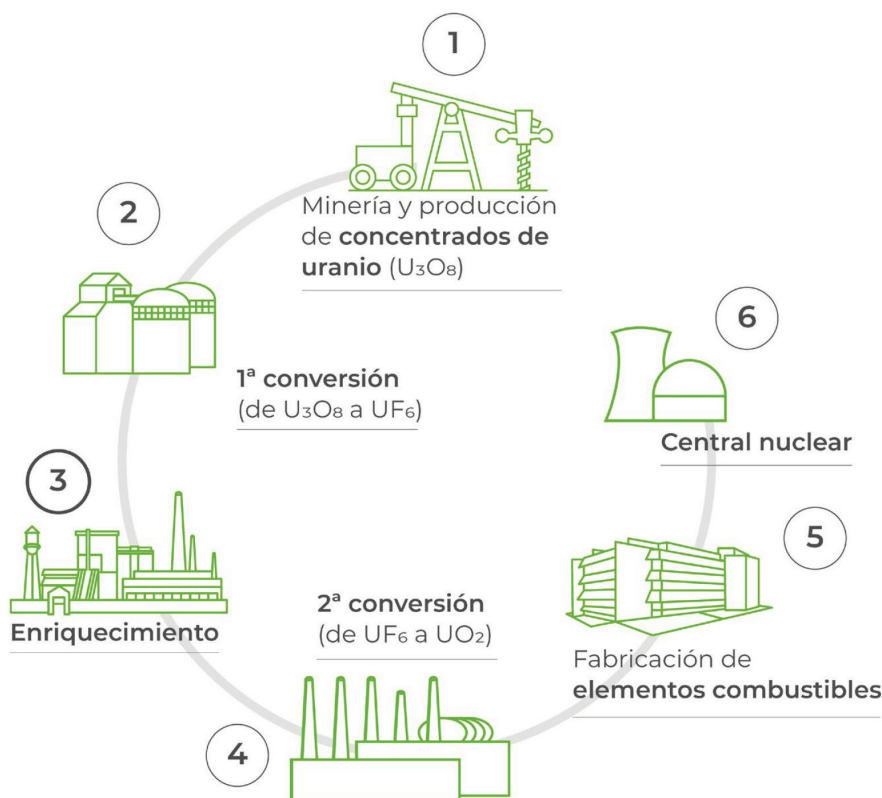 1
Minería y producción
de concentrados de
uranio (U₃O₈)
2
1ª conversión
(de U₃O₈ a UF₆)
3
Enriquecimiento
4
2ª conversión
(de UF₆ a UO₂)
5
Fabricación de
elementos combustibles
6
Central nuclear